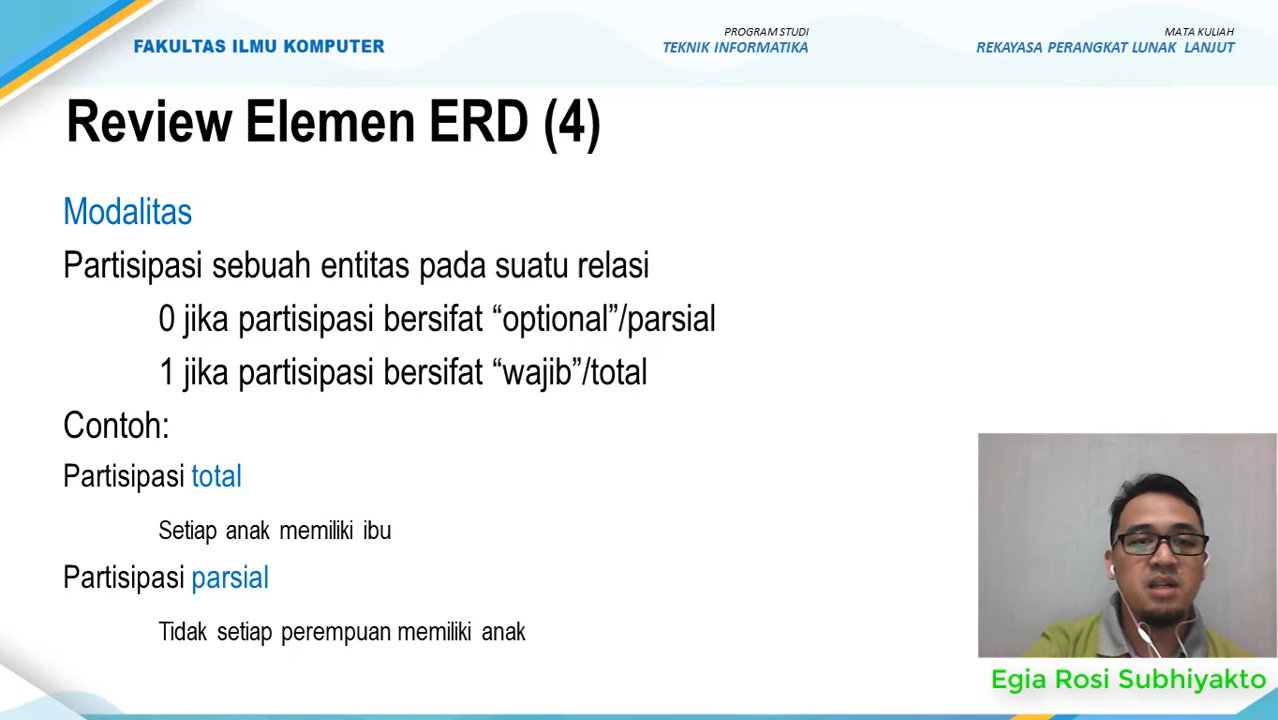 FAKULTAS ILMU KOMPUTER
PROGRAM STUDI
TEKNIK INFORMATIKA
MATA KULIAH
REKAYASA PERANGKAT LUNAK LANJUT
Review Elemen ERD (4)
Modalitas
Partisipasi sebuah entitas pada suatu relasi
0 jika partisipasi bersifat “optional”/parsial
1 jika partisipasi bersifat “wajib”/total
Contoh:
Partisipasi total
Setiap anak memiliki ibu
Partisipasi parsial
Tidak setiap perempuan memiliki anak
Egia Rosi Subhiyakto